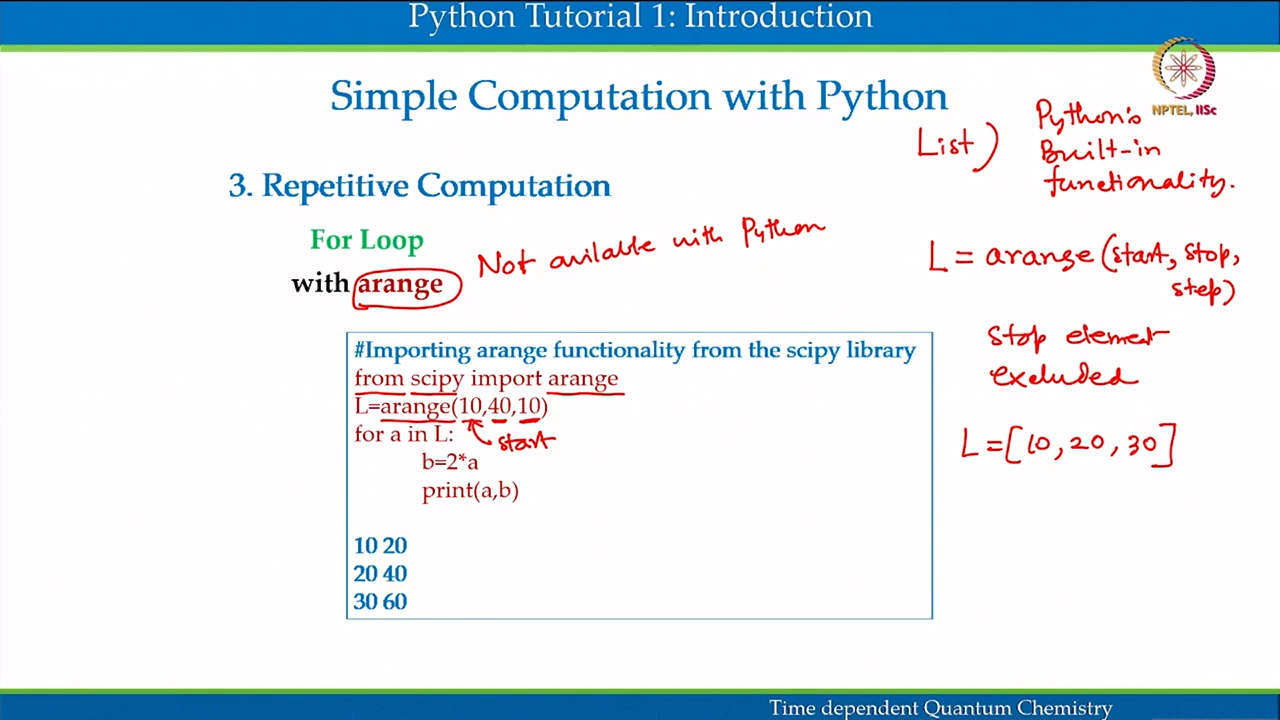 Python Tutorial 1: Introduction
Simple Computation with Python
NPTEL, IISc
List)
Python's
Built-in
functionality.
3. Repetitive Computation
For Loop
with arange
Not avilable with Python
L = arange (start, stop,
step)
stop element
excluded
L = [10, 20, 30]
#Importing arange functionality from the scipy library
from scipy import arange
L=arange(10,40,10)
for a in L:
start
b=2*a
print(a,b)
10 20
20 40
30 60
Time dependent Quantum Chemistry